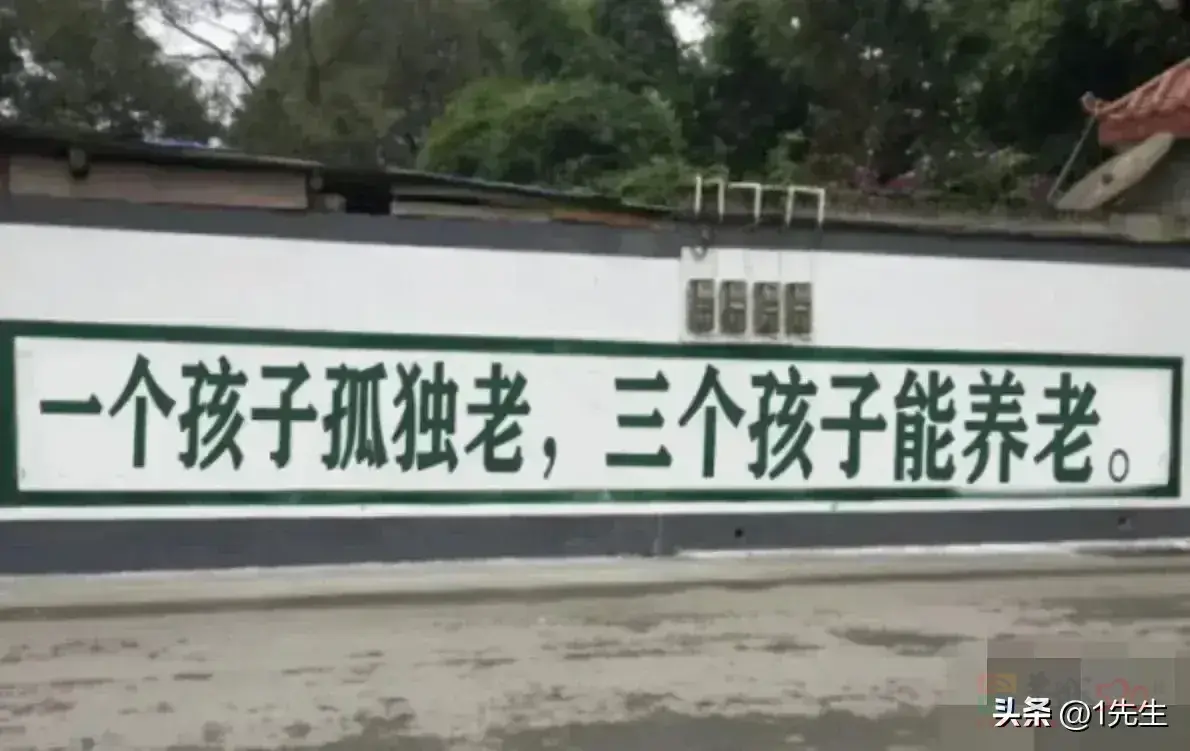 一个孩子孤独老，三个孩子能养老。
头条 @1先生